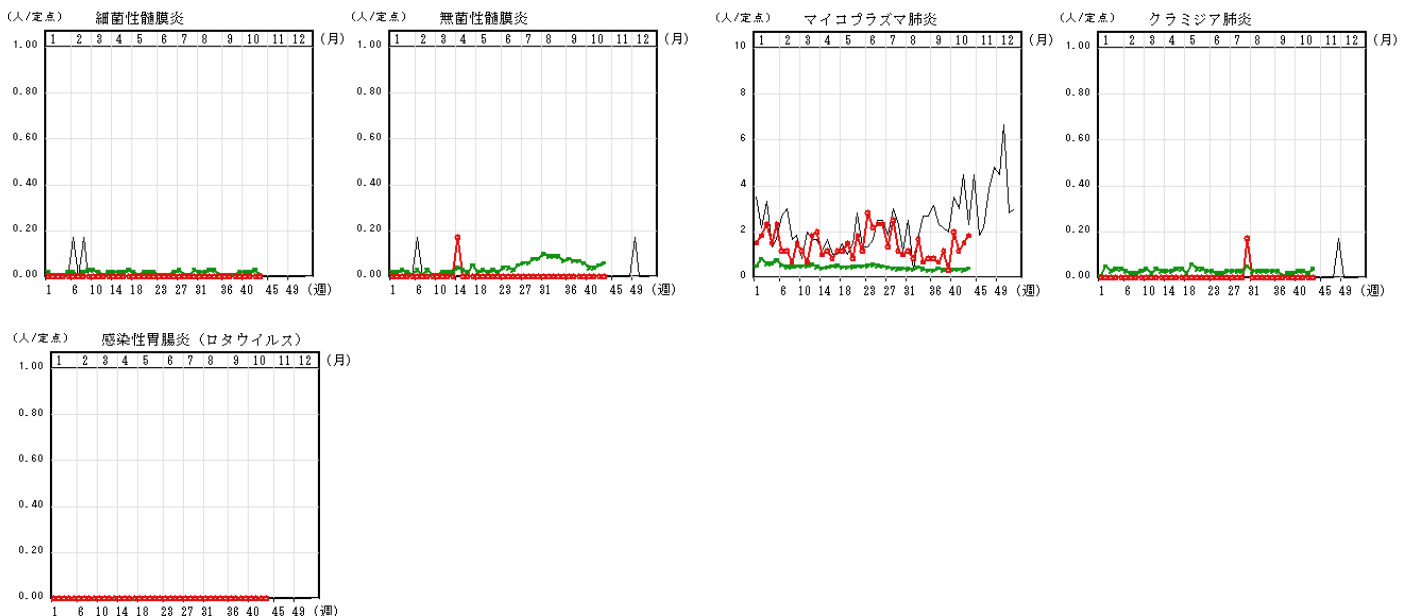 (人/定点) 細菌性髄膜炎
1.00 1 2 3 4 5 6 7 8 9 10 11 12 (月)
0.80
0.60
0.40
0.20
0.00
1 6 10 14 18 23 27 31 36 40 45 49 (週)
(人/定点) 無菌性髄膜炎
1.00 1 2 3 4 5 6 7 8 9 10 11 12 (月)
0.80
0.60
0.40
0.20
0.00
1 6 10 14 18 23 27 31 36 40 45 49 (週)
(人/定点) マイコプラズマ肺炎
10 1 2 3 4 5 6 7 8 9 10 11 12 (月)
8
6
4
2
0
1 6 10 14 18 23 27 31 36 40 45 49 (週)
(人/定点) クラミジア肺炎
1.00 1 2 3 4 5 6 7 8 9 10 11 12 (月)
0.80
0.60
0.40
0.20
0.00
1 6 10 14 18 23 27 31 36 40 45 49 (週)
(人/定点) 感染性胃腸炎(ロタウイルス)
1.00 1 2 3 4 5 6 7 8 9 10 11 12 (月)
0.80
0.60
0.40
0.20
0.00
1 6 10 14 18 23 27 31 36 40 45 49 (週)